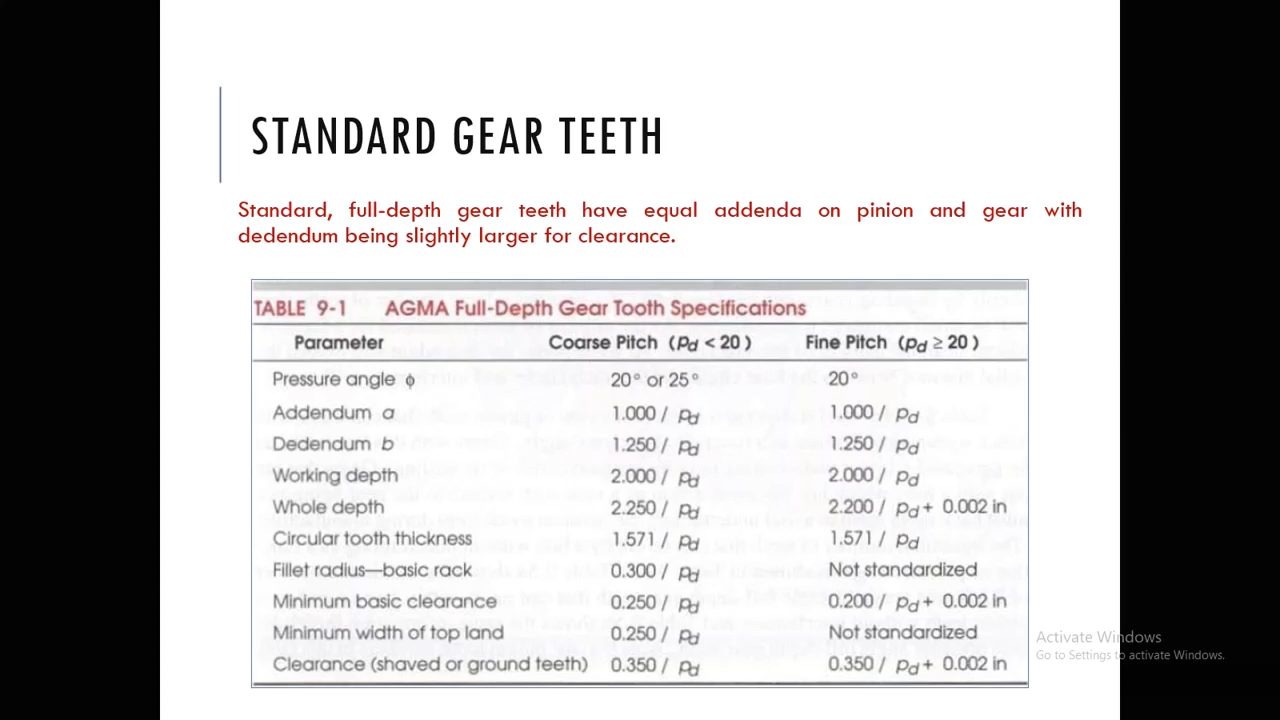 STANDARD GEAR TEETH
Standard, full-depth gear teeth have equal addenda on pinion and gear with
dedendum being slightly larger for clearance.
TABLE 9-1 AGMA Full-Depth Gear Tooth Specifications
Parameter Coarse Pitch (pd < 20) Fine Pitch (pd ≥ 20)
Pressure angle ϕ 20° or 25° 20°
Addendum a 1.000 / pd 1.000 / pd
Dedendum b 1.250 / pd 1.250 / pd
Working depth 2.000 / pd 2.000 / pd
Whole depth 2.250 / pd 2.200 / pd + 0.002 in
Circular tooth thickness 1.571 / pd 1.571 / pd
Fillet radius—basic rack 0.300 / pd Not standardized
Minimum basic clearance 0.250 / pd 0.200 / pd + 0.002 in
Minimum width of top land 0.250 / pd Not standardized
Clearance (shaved or ground teeth) 0.350 / pd 0.350 / pd + 0.002 in
Activate Windows
Go to Settings to activate Windows.